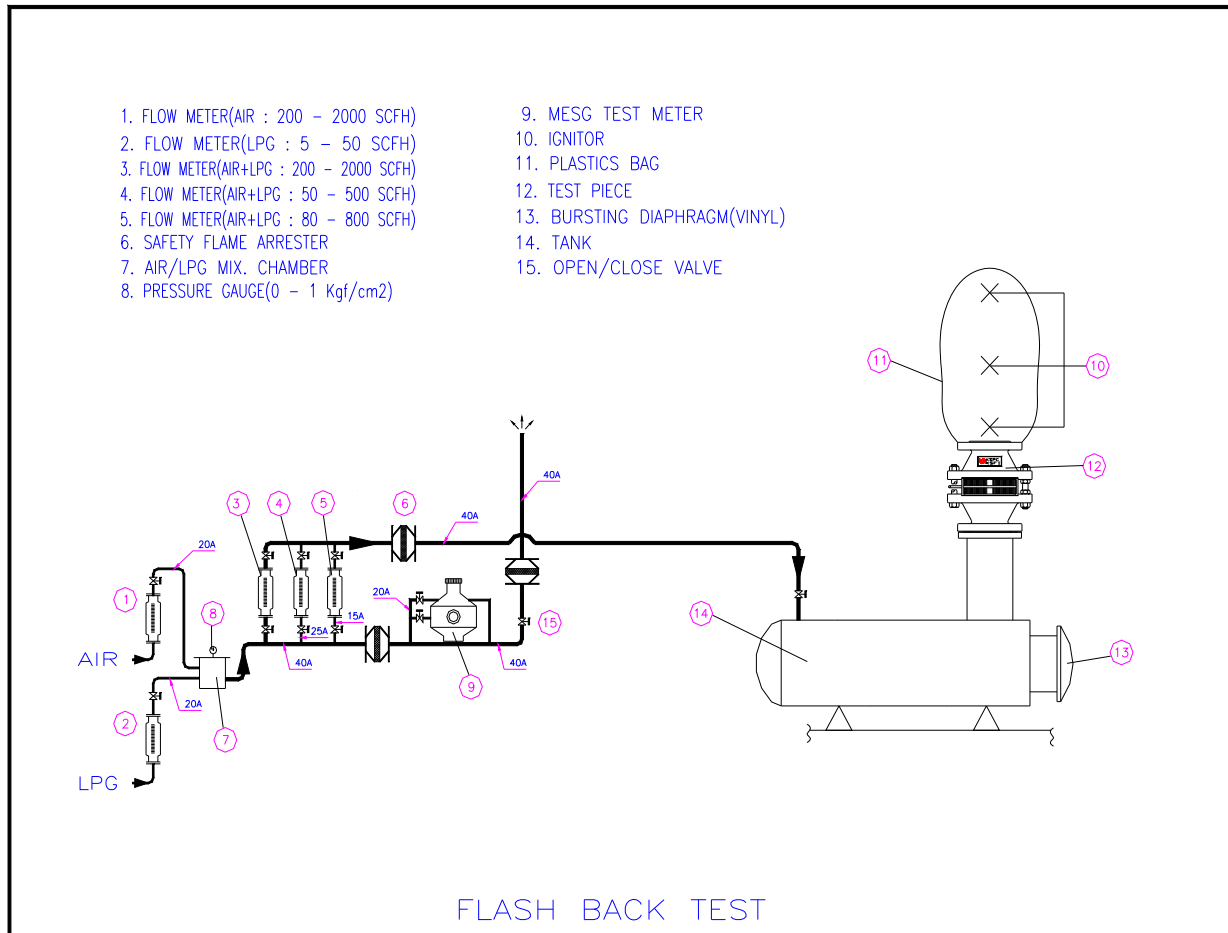 1. FLOW METER(AIR : 200 - 2000 SCFH)
2. FLOW METER(LPG : 5 - 50 SCFH)
3. FLOW METER(AIR+LPG : 200 - 2000 SCFH)
4. FLOW METER(AIR+LPG : 50 - 500 SCFH)
5. FLOW METER(AIR+LPG : 80 - 800 SCFH)
6. SAFETY FLAME ARRESTER
7. AIR/LPG MIX. CHAMBER
8. PRESSURE GAUGE(0 - 1 Kgf/cm2)
9. MESG TEST METER
10. IGNITOR
11. PLASTICS BAG
12. TEST PIECE
13. BURSTING DIAPHRAGM(VINYL)
14. TANK
15. OPEN/CLOSE VALVE
11
10
12
40A
3
4
5
6
40A
20A
1
8
20A
15A
15
25A
14
AIR
40A
40A
9
13
20A
2
7
LPG
FLASH BACK TEST